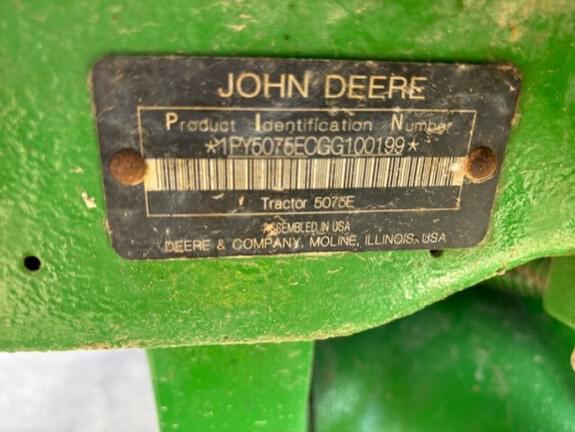 JOHN DEERE
Product Identification Number
*1PY5075ECGG100199*
Tractor 5075E
ASSEMBLED IN USA
DEERE & COMPANY, MOLINE, ILLINOIS, USA